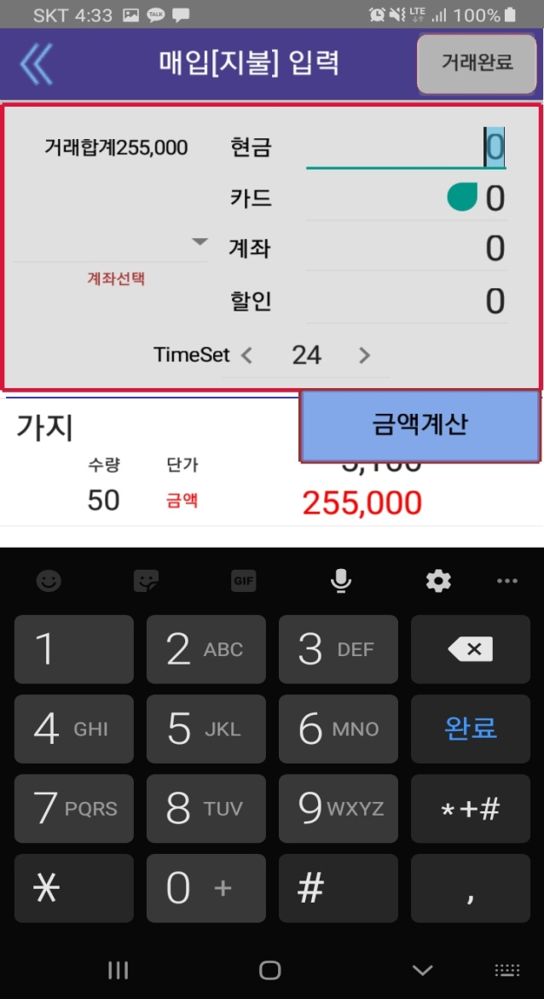 SKT 4:33 TALK LTE 100%
매입[지불] 입력 거래완료
거래합계255,000 현금 0
카드 0
계좌 0
계좌선택
할인 0
TimeSet < 24 >
가지 금액계산
수량 단가
50 금액 255,000
GIF
1 2 ABC 3 DEF
4 GHI 5 JKL 6 MNO 완료
7 PQRS 8 TUV 9 WXYZ *+#
* 0 + # ,